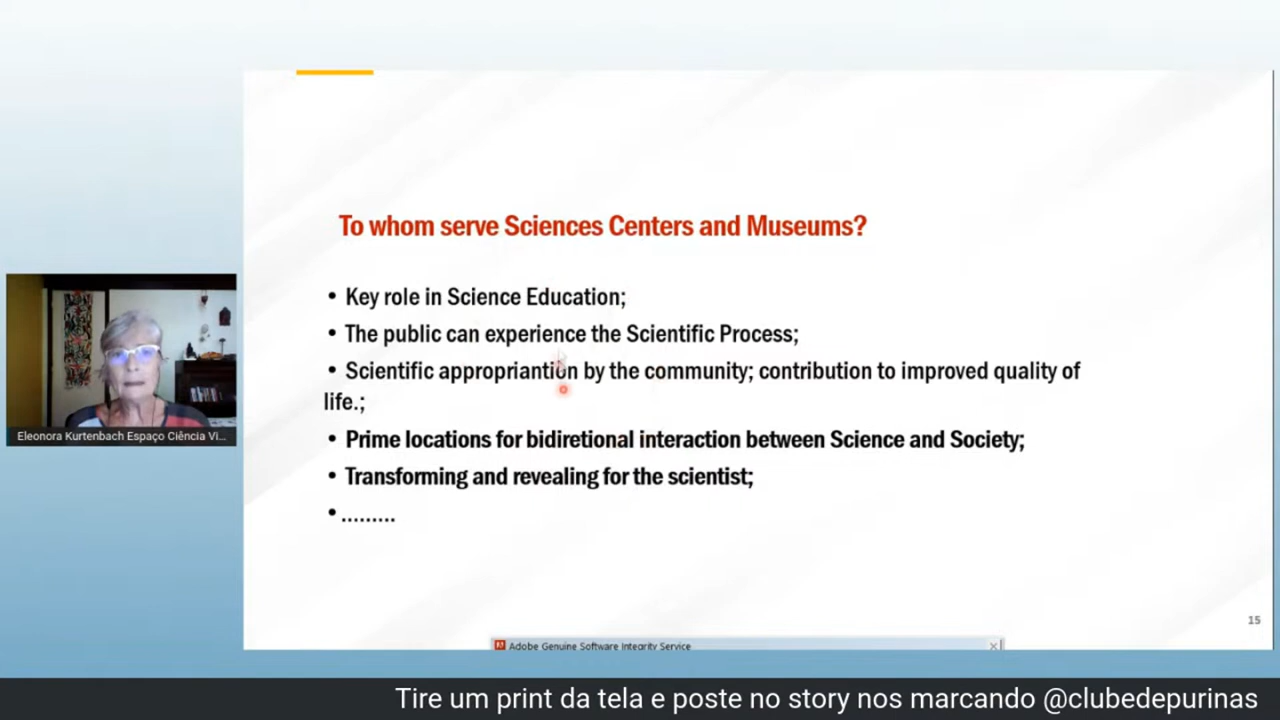 To whom serve Sciences Centers and Museums?
• Key role in Science Education;
• The public can experience the Scientific Process;
• Scientific appropriantion by the community; contribution to improved quality of
life.;
• Prime locations for bidiretional interaction between Science and Society;
• Transforming and revealing for the scientist;
• .........
Eleonora Kurtenbach Espaço Ciência Vi...
15
Adobe Genuine Software Integrity Service
Tire um print da tela e poste no story nos marcando @clubedepurinas